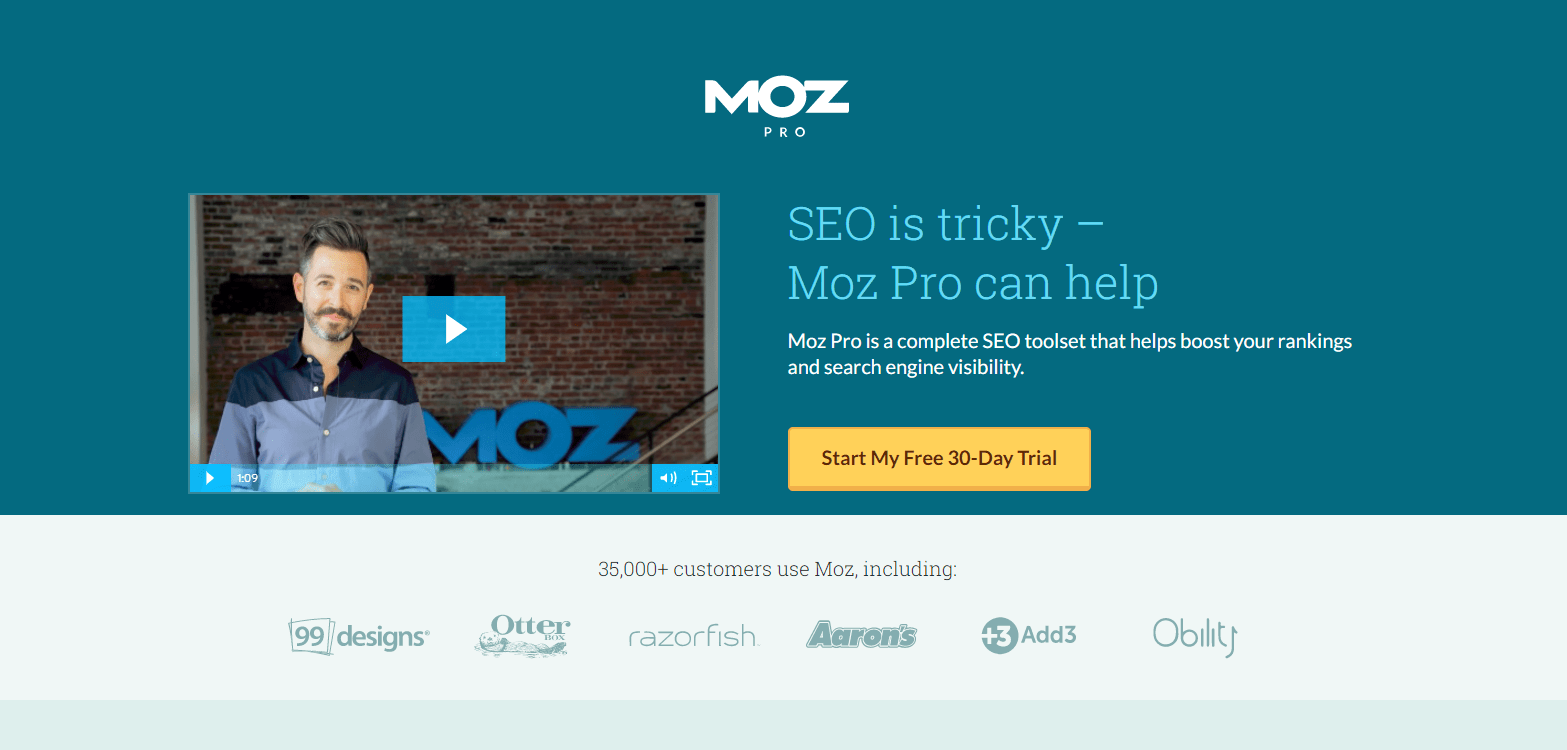 MOZ
PRO
SEO is tricky –
Moz Pro can help
Moz Pro is a complete SEO toolset that helps boost your rankings
and search engine visibility.
MOZ
1:09
Start My Free 30-Day Trial
35,000+ customers use Moz, including:
99designs® Otter BOX razorfish. Aaron's +3 Add3 Obility